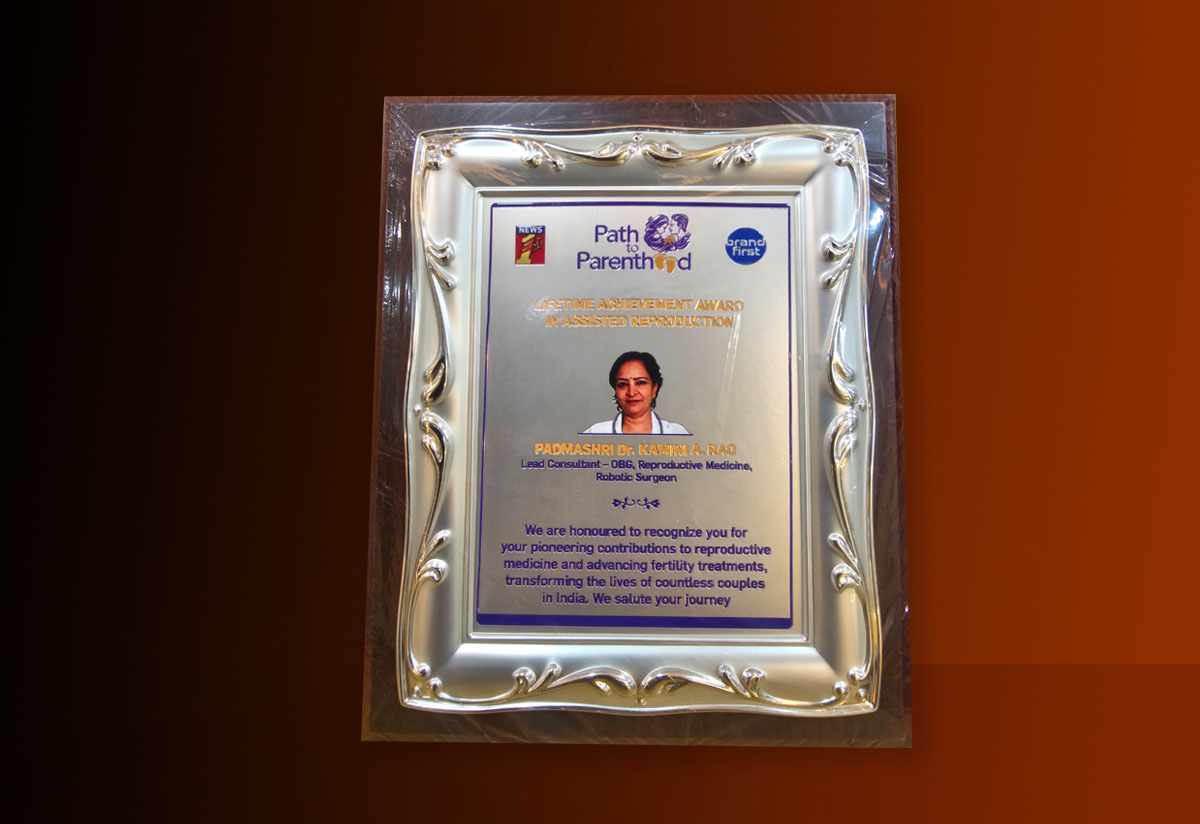 NEWS
1
Path
to
Parenthood
brand
first
LIFETIME ACHIEVEMENT AWARD
IN ASSISTED REPRODUCTION
PADMASHRI Dr. KAMINI A. RAO
Lead Consultant – OBG, Reproductive Medicine,
Robotic Surgeon
We are honoured to recognize you for
your pioneering contributions to reproductive
medicine and advancing fertility treatments,
transforming the lives of countless couples
in India. We salute your journey